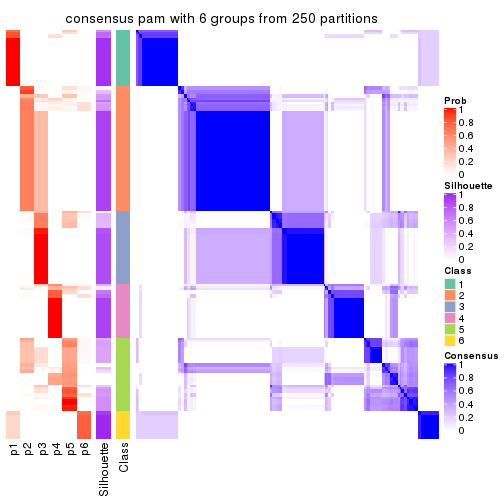 consensus pam with 6 groups from 250 partitions
Prob
1
0.8
0.6
0.4
0.2
0
Silhouette
1
0.8
0.6
0.4
0.2
0
Class
1
2
3
4
5
6
Consensus
1
0.8
0.6
0.4
0.2
0
p1
p2
p3
p4
p5
p6
Silhouette
Class